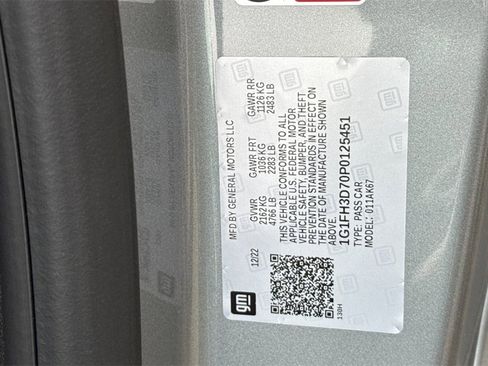 MFD BY GENERAL MOTORS LLC
12/22
GVWR
2162 KG
4766 LB
GAWR FRT
1036 KG
2283 LB
GAWR RR
1126 KG
2483 LB
THIS VEHICLE CONFORMS TO ALL
APPLICABLE U.S. FEDERAL MOTOR
VEHICLE SAFETY, BUMPER, AND THEFT
PREVENTION STANDARDS IN EFFECT ON
THE DATE OF MANUFACTURE SHOWN
ABOVE.
1G1FH3D70P0125451
TYPE: PASS CAR
MODEL: 011AK67
gm
130H